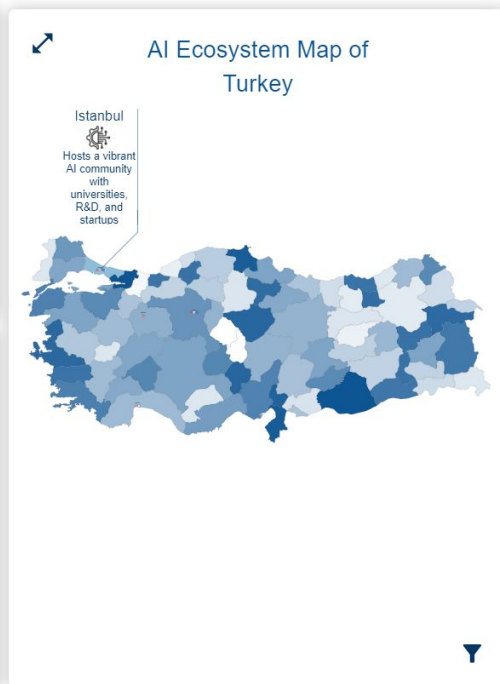 AI Ecosystem Map of
Turkey
Istanbul
Hosts a vibrant
AI community
with
universities,
R&D, and
startups